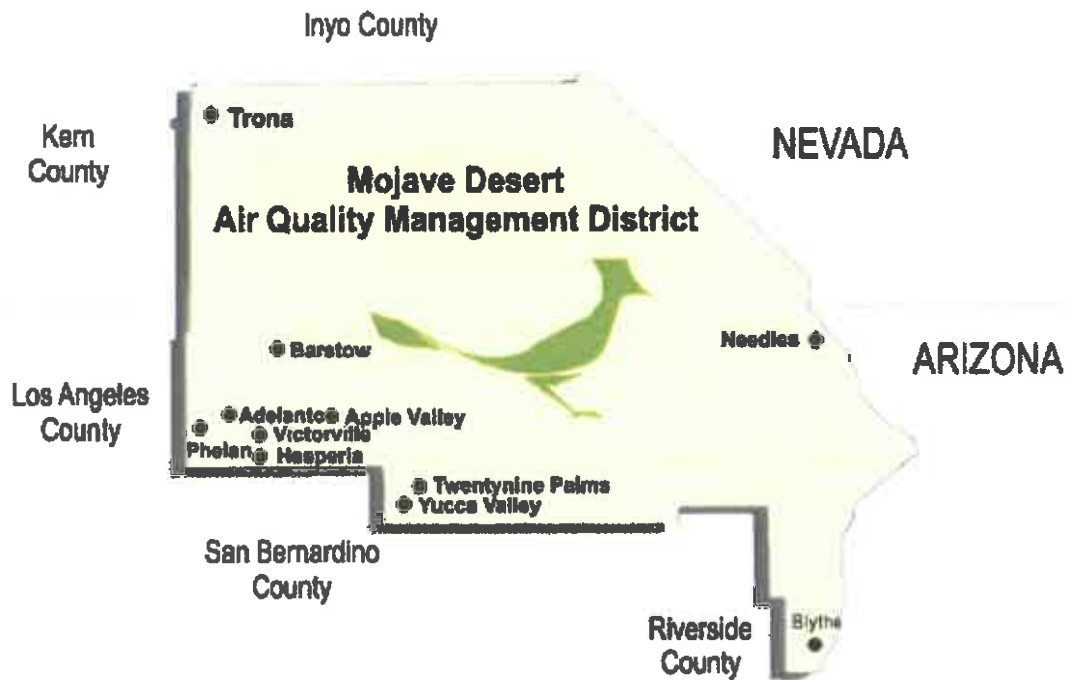 Inyo County
Trona
Kern
County
NEVADA
Mojave Desert
Air Quality Management District
Needles
Barstow
ARIZONA
Los Angeles
County
Adelanto
Apple Valley
Victorville
Phelan
Hesperia
Twentynine Palms
Yucca Valley
San Bernardino
County
Riverside
County
Blythe